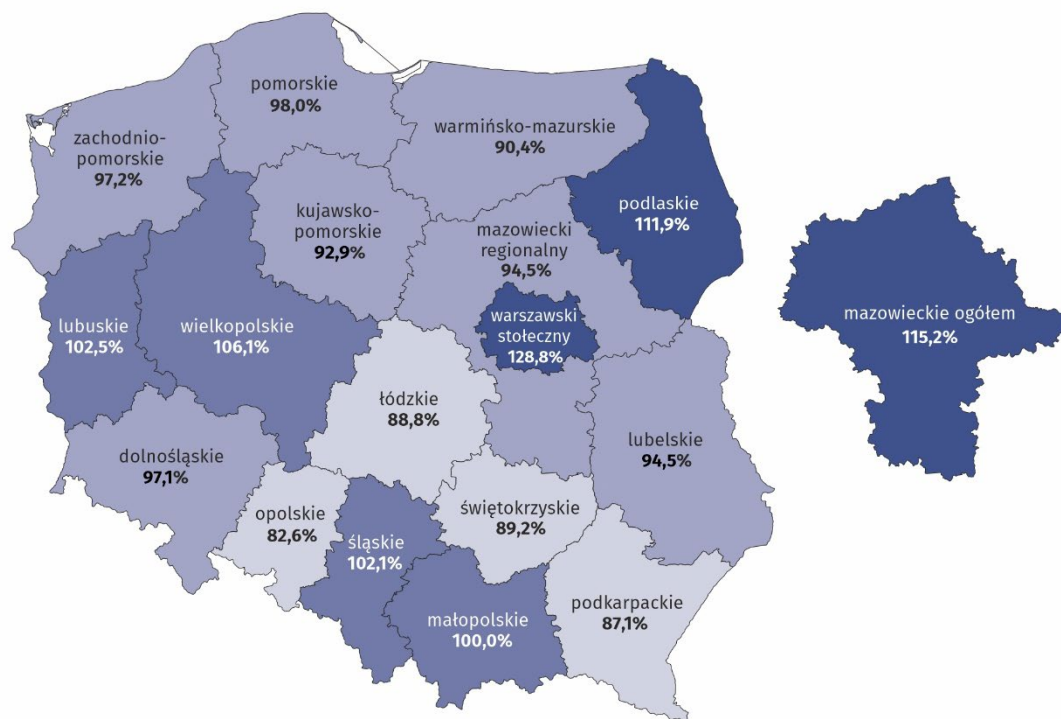 pomorskie
98,0%
zachodnio-
pomorskie
97,2%
warmińsko-mazurskie
90,4%
podlaskie
111,9%
kujawsko-
pomorskie
92,9%
mazowiecki
regionalny
94,5%
lubuskie
102,5%
wielkopolskie
106,1%
warszawski
stołeczny
128,8%
mazowieckie ogółem
115,2%
łódzkie
88,8%
lubelskie
94,5%
dolnośląskie
97,1%
opolskie
82,6%
śląskie
102,1%
świętokrzyskie
89,2%
małopolskie
100,0%
podkarpackie
87,1%